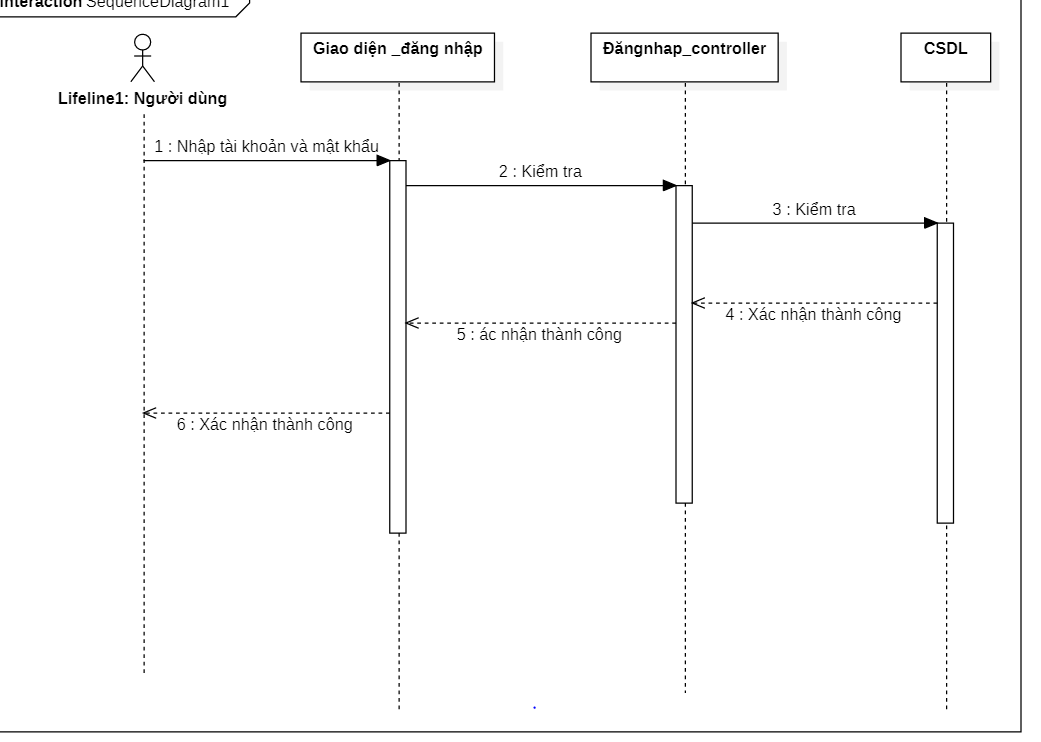 interaction SequenceDiagram1
Giao diện _đăng nhập
Đăngnhap_controller
CSDL
Lifeline1: Người dùng
1 : Nhập tài khoản và mật khẩu
2 : Kiểm tra
3 : Kiểm tra
4 : Xác nhận thành công
5 : ác nhận thành công
6 : Xác nhận thành công